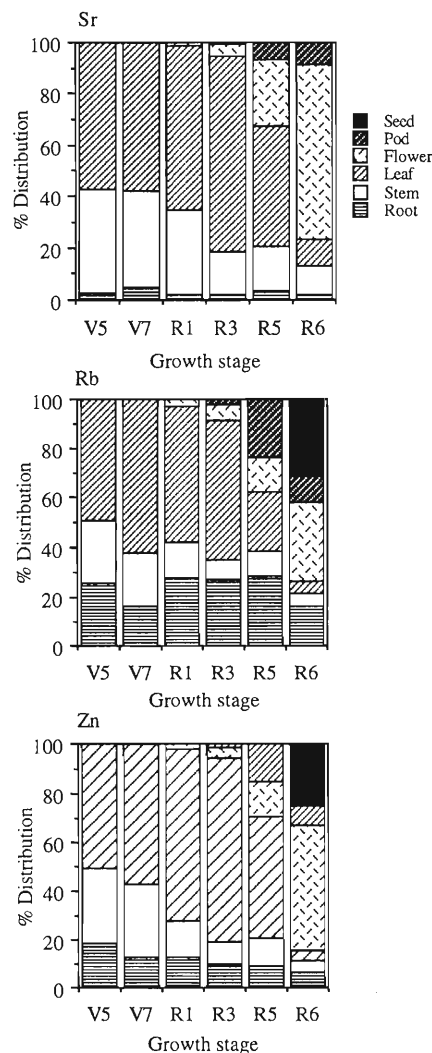 Sr
100
80
60
40
20
0
% Distribution
V5 V7 R1 R3 R5 R6
Growth stage
Seed
Pod
Flower
Leaf
Stem
Root
Rb
100
80
60
40
20
0
% Distribution
V5 V7 R1 R3 R5 R6
Growth stage
Zn
100
80
60
40
20
0
% Distribution
V5 V7 R1 R3 R5 R6
Growth stage